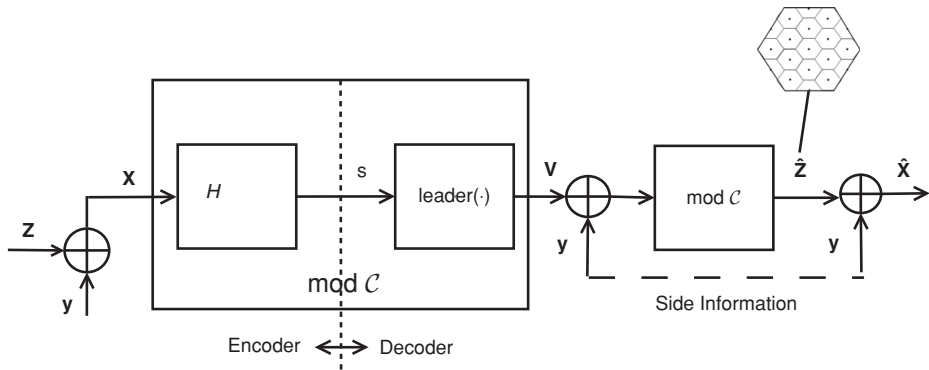 Z
y
X
H
s
leader(·)
mod 𝒞
Encoder
Decoder
V
y
mod 𝒞
Ẑ
y
X̂
Side Information